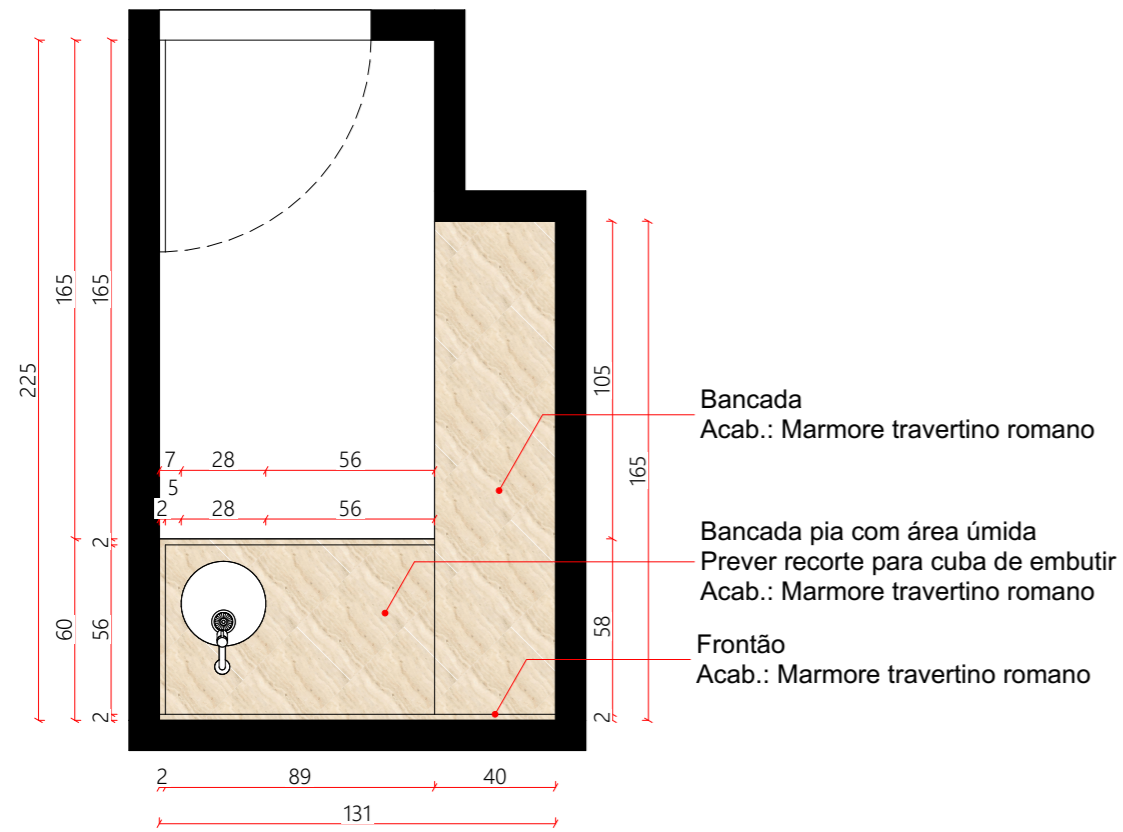 225
165
60
165
2
56
2
7 28 56
5
2 28 56
105
58
2
165
Bancada
Acab.: Marmore travertino romano
Bancada pia com área úmida
Prever recorte para cuba de embutir
Acab.: Marmore travertino romano
Frontão
Acab.: Marmore travertino romano
2 89 40
131